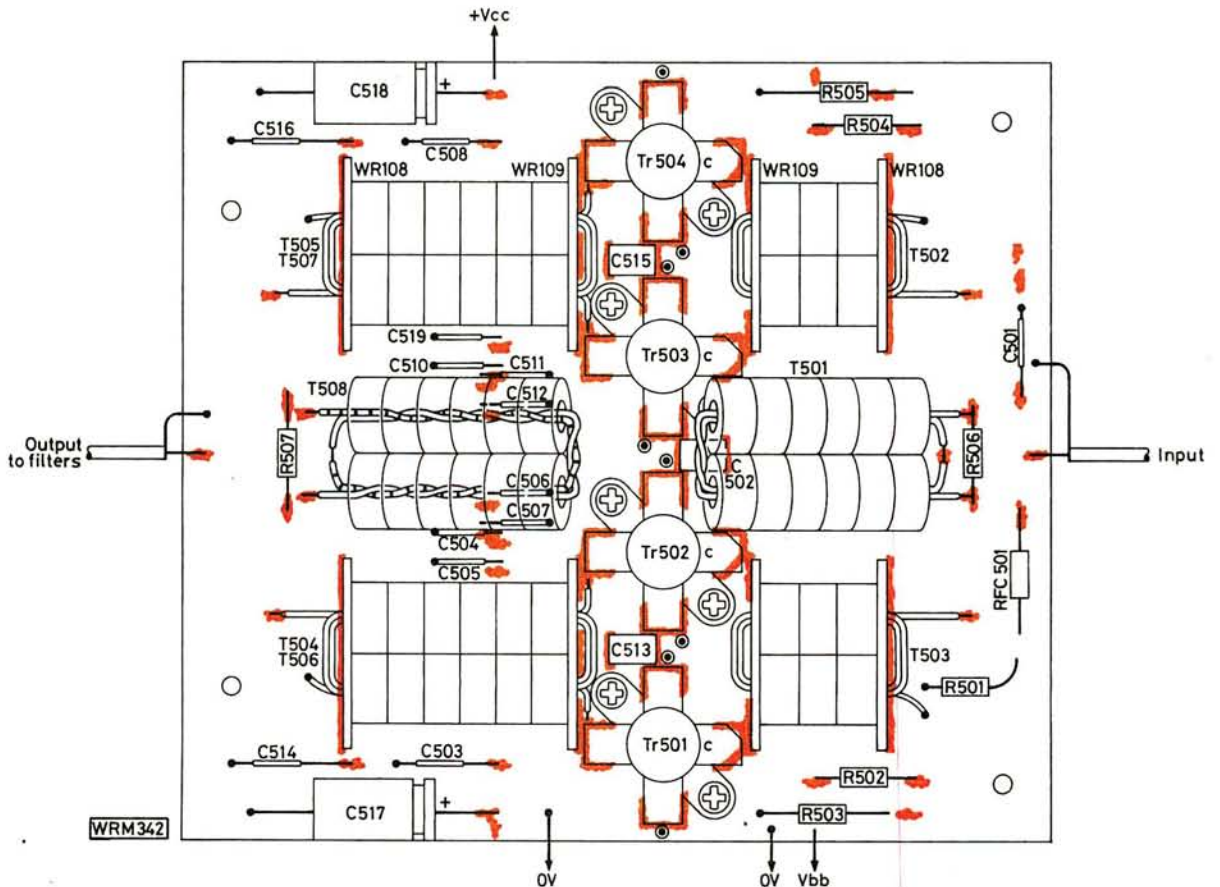 +Vcc
C518
+
R505
C516
C508
R504
Tr504
c
WR108
WR109
WR109
WR108
T505
T507
C515
T502
C519
C510
C511
Tr503
c
C501
T508
C512
T501
Output
to filters
R507
C
502
R506
Input
C506
C507
C504
C505
Tr502
c
RFC 501
T504
T506
C513
T503
R501
Tr501
c
C514
C503
R502
C517
+
R503
WRM342
0V
0V
Vbb